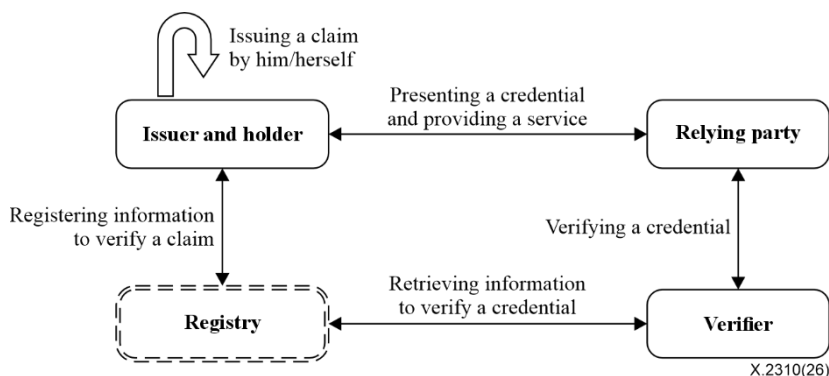 Issuing a claim
by him/herself
Presenting a credential
and providing a service
Issuer and holder
Relying party
Registering information
to verify a claim
Verifying a credential
Retrieving information
to verify a credential
Registry
Verifier
X.2310(26)